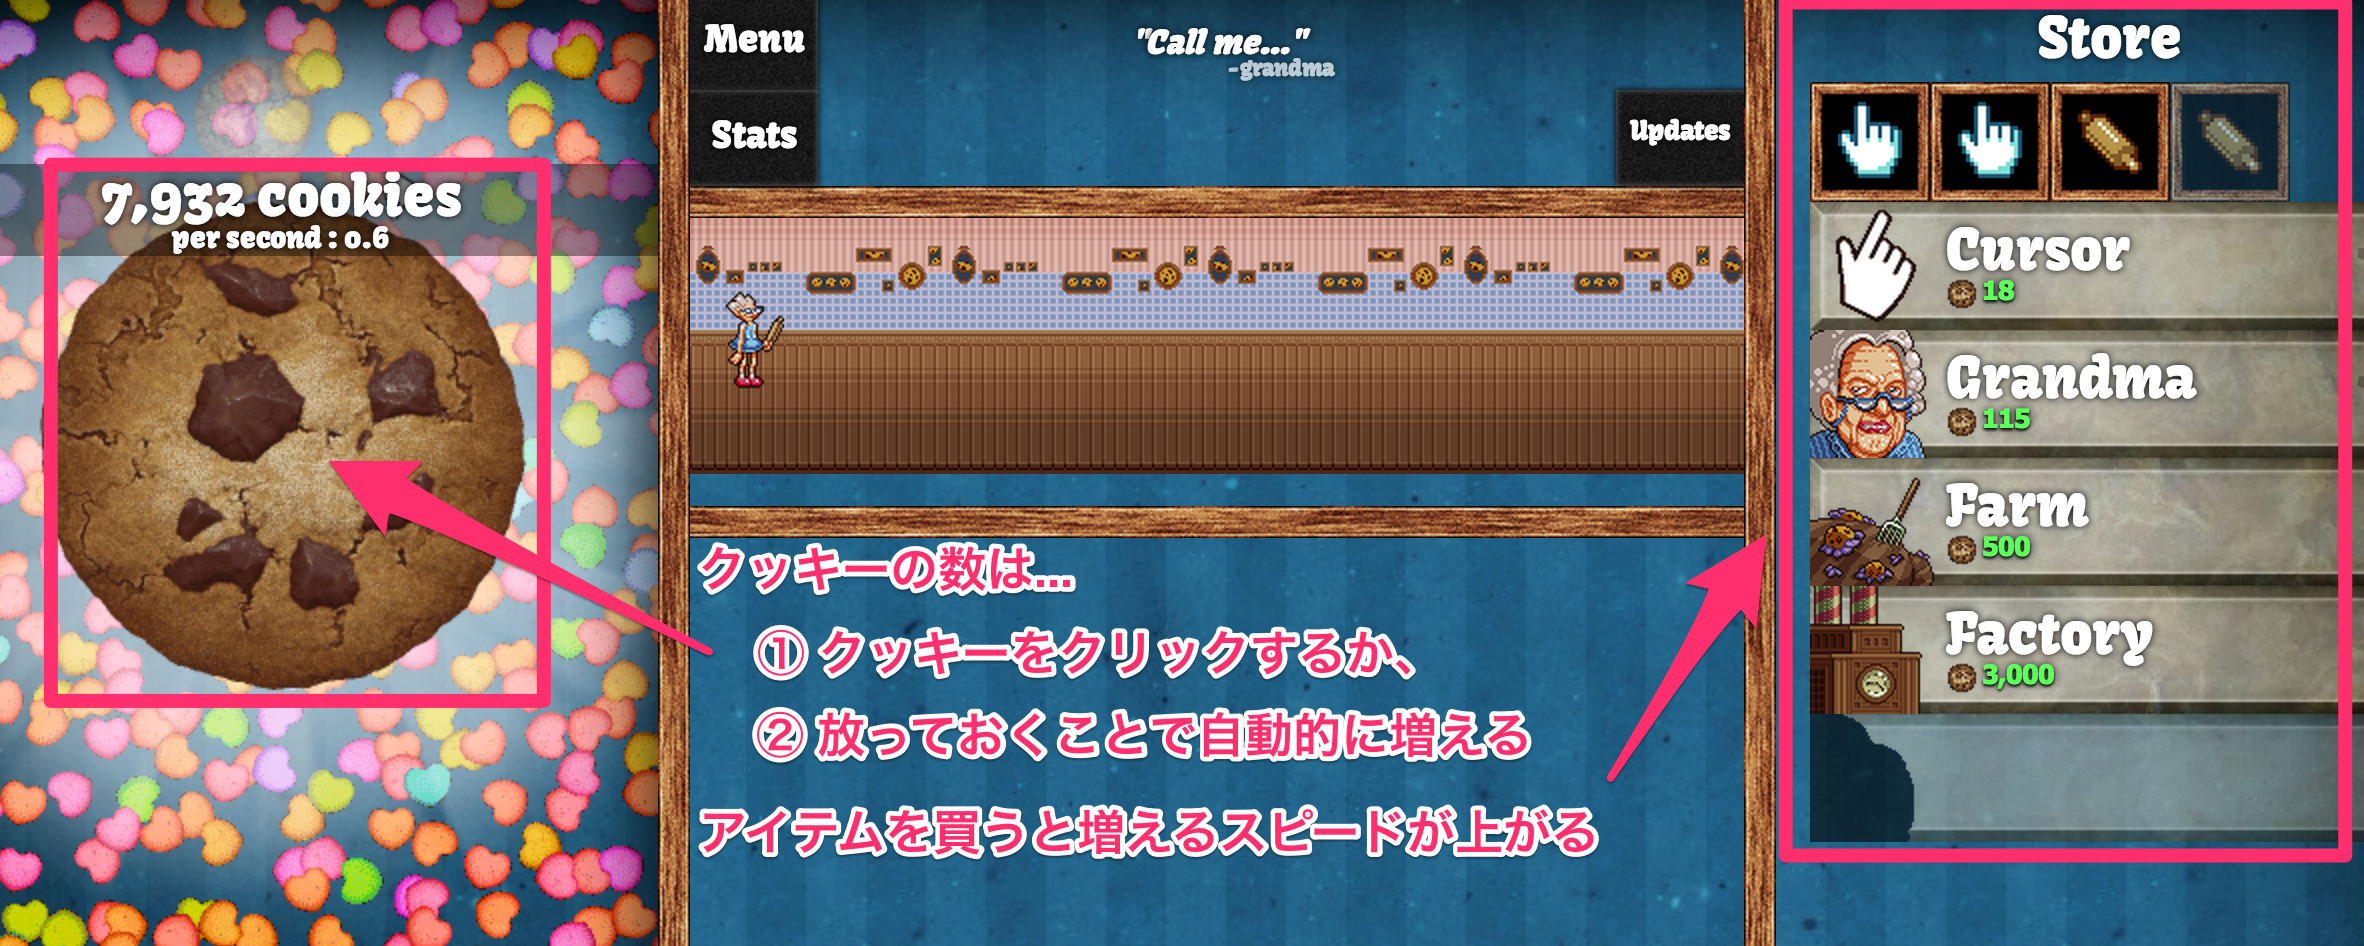 7,932 cookies
per second : 0.6
Menu
Stats
"Call me..."
-grandma
Updates
クッキーの数は...
① クッキーをクリックするか、
② 放っておくことで自動的に増える
アイテムを買うと増えるスピードが上がる
Store
Cursor
18
Grandma
115
Farm
500
Factory
3,000